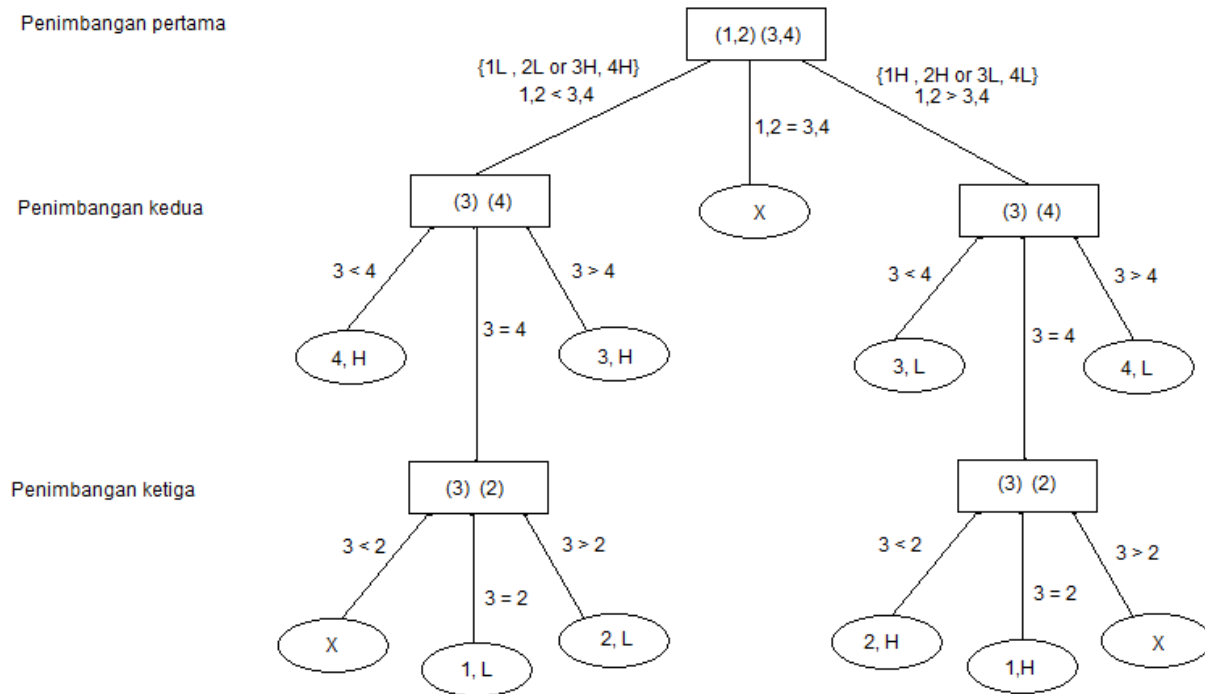 Penimbangan pertama
(1,2) (3,4)
{1L , 2L or 3H, 4H}
1,2 < 3,4
1,2 = 3,4
{1H , 2H or 3L, 4L}
1,2 > 3,4
Penimbangan kedua
(3) (4)
X
(3) (4)
3 < 4
3 = 4
3 > 4
3 < 4
3 = 4
3 > 4
4, H
3, H
3, L
4, L
Penimbangan ketiga
(3) (2)
(3) (2)
3 < 2
3 = 2
3 > 2
3 < 2
3 = 2
3 > 2
X
1, L
2, L
2, H
1,H
X